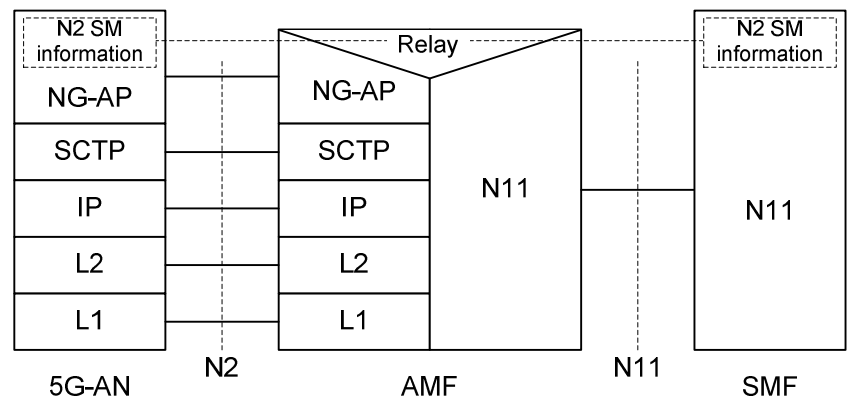 N2 SM
information
NG-AP
SCTP
IP
L2
L1
5G-AN
N2
Relay
NG-AP
SCTP
IP
L2
L1
N11
AMF
N11
N2 SM
information
N11
SMF